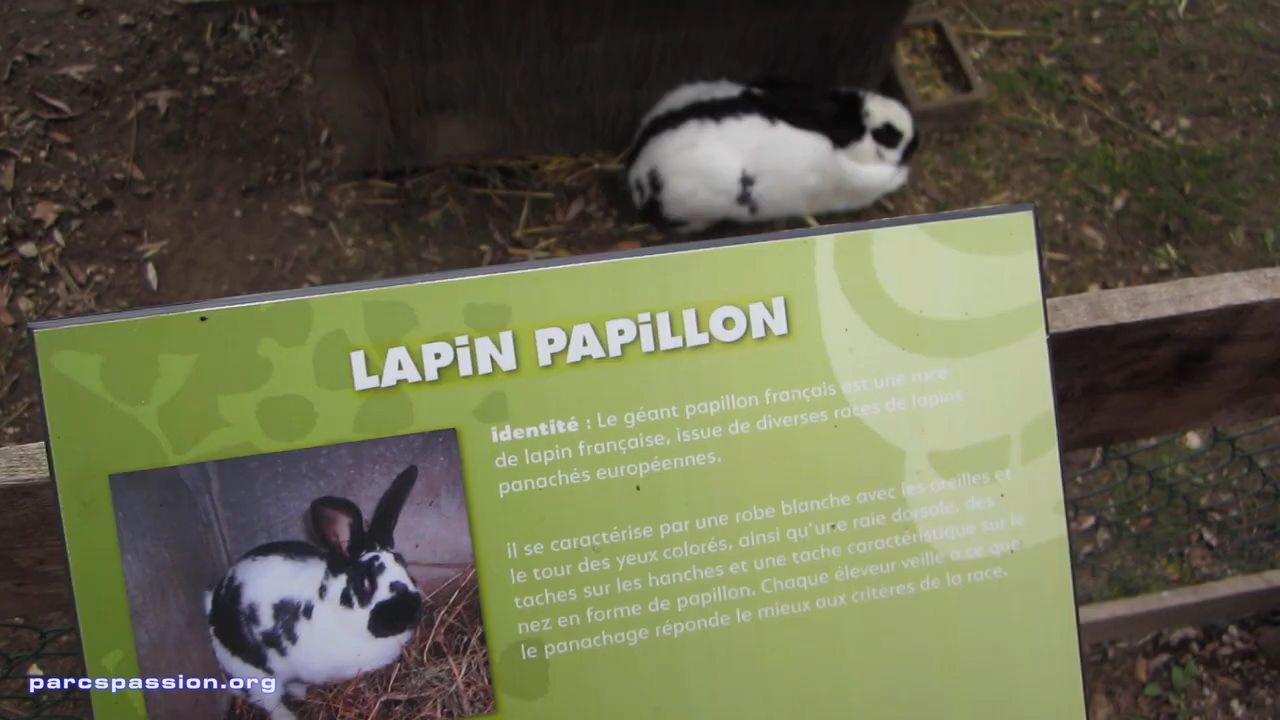 LAPiN PAPiLLON
identité : Le géant papillon français est une race
de lapin française, issue de diverses races de lapins
panachés européennes.
il se caractérise par une robe blanche avec les oreilles et
le tour des yeux colorés, ainsi qu'une raie dorsale, des
taches sur les hanches et une tache caractéristique sur le
nez en forme de papillon. Chaque éleveur veille à ce que
le panachage réponde le mieux aux critères de la race.
parcspassion.org